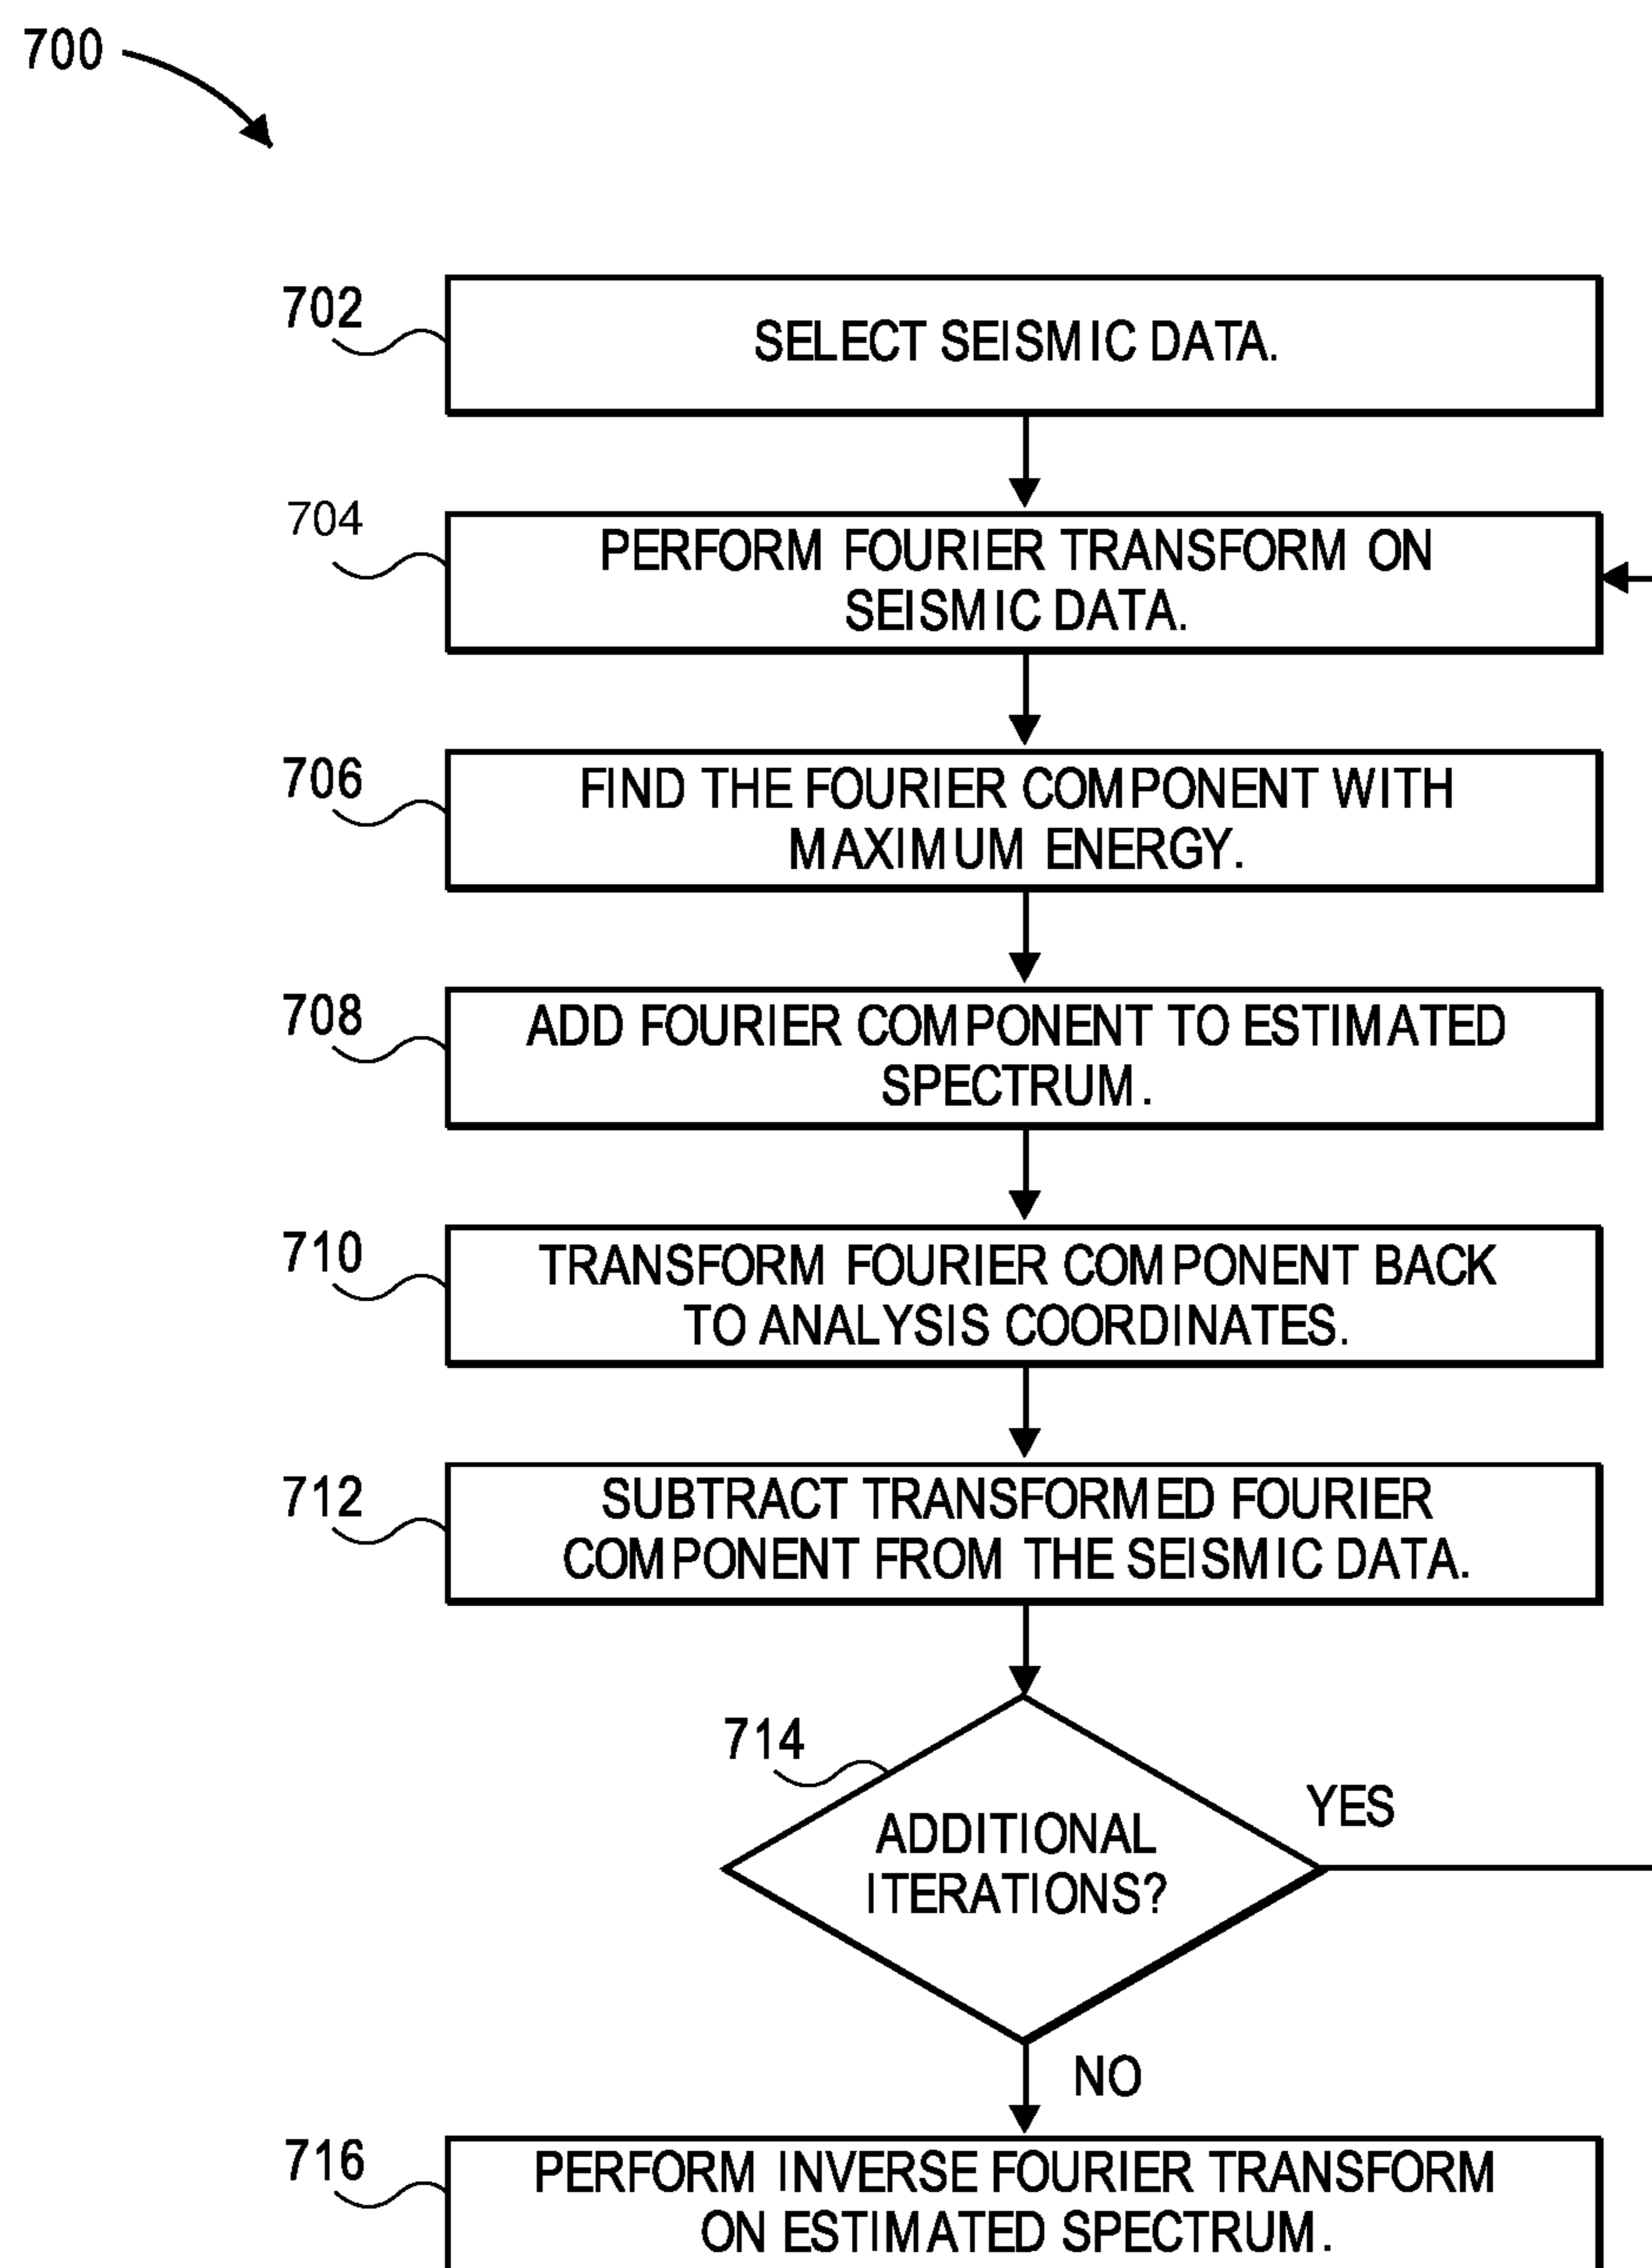 700
702
SELECT SEISMIC DATA.
704
PERFORM FOURIER TRANSFORM ON
SEISMIC DATA.
706
FIND THE FOURIER COMPONENT WITH
MAXIMUM ENERGY.
708
ADD FOURIER COMPONENT TO ESTIMATED
SPECTRUM.
710
TRANSFORM FOURIER COMPONENT BACK
TO ANALYSIS COORDINATES.
712
SUBTRACT TRANSFORMED FOURIER
COMPONENT FROM THE SEISMIC DATA.
714
YES
ADDITIONAL
ITERATIONS?
NO
716
PERFORM INVERSE FOURIER TRANSFORM
ON ESTIMATED SPECTRUM.